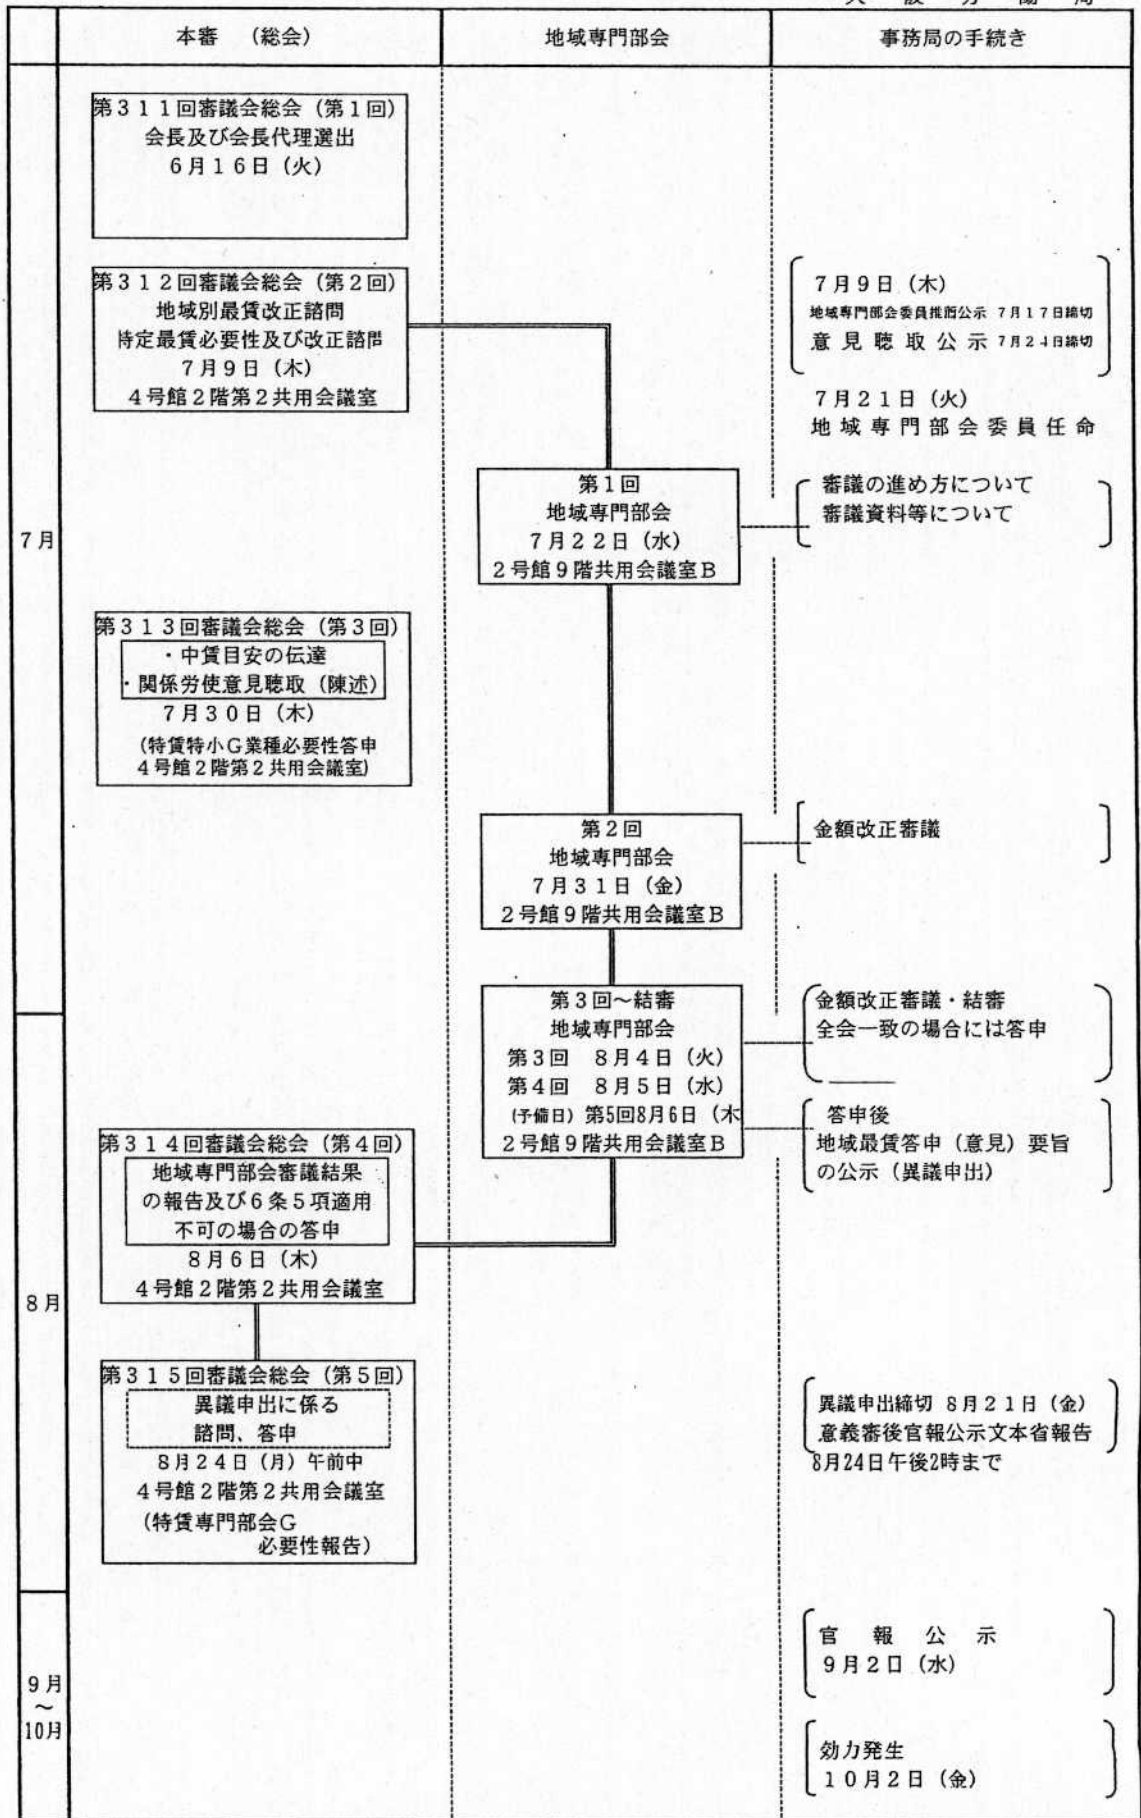 本審 （総会）
地域専門部会
事務局の手続き
7月
8月
9月
～
10月
第３１１回審議会総会（第１回）
会長及び会長代理選出
６月１６日（火）
第３１２回審議会総会（第２回）
地域別最賃改正諮問
特定最賃必要性及び改正諮問
７月９日（木）
４号館２階第２共用会議室
７月９日（木）
地域専門部会委員推薦公示 7月17日締切
意見聴取公示 7月24日締切
７月２１日（火）
地域専門部会委員任命
第１回
地域専門部会
７月２２日（水）
２号館９階共用会議室Ｂ
審議の進め方について
審議資料等について
第３１３回審議会総会（第３回）
・中賃目安の伝達
・関係労使意見聴取（陳述）
７月３０日（木）
(特賃特小Ｇ業種必要性答申
４号館２階第２共用会議室)
第２回
地域専門部会
７月３１日（金）
２号館９階共用会議室Ｂ
金額改正審議
第３回～結審
地域専門部会
第３回 ８月４日（火）
第４回 ８月５日（水）
(予備日) 第5回8月６日（木
２号館９階共用会議室Ｂ
金額改正審議・結審
全会一致の場合には答申
答申後
地域最賃答申（意見）要旨
の公示（異議申出）
第３１４回審議会総会（第４回）
地域専門部会審議結果
の報告及び６条５項適用
不可の場合の答申
８月６日（木）
４号館２階第２共用会議室
第３１５回審議会総会（第５回）
異議申出に係る
諮問、答申
８月２４日（月）午前中
４号館２階第２共用会議室
(特賃専門部会Ｇ
必要性報告)
異議申出締切 ８月２１日（金）
意義審後官報公示文本省報告
8月24日午後2時まで
官報公示
９月２日（水）
効力発生
１０月２日（金）